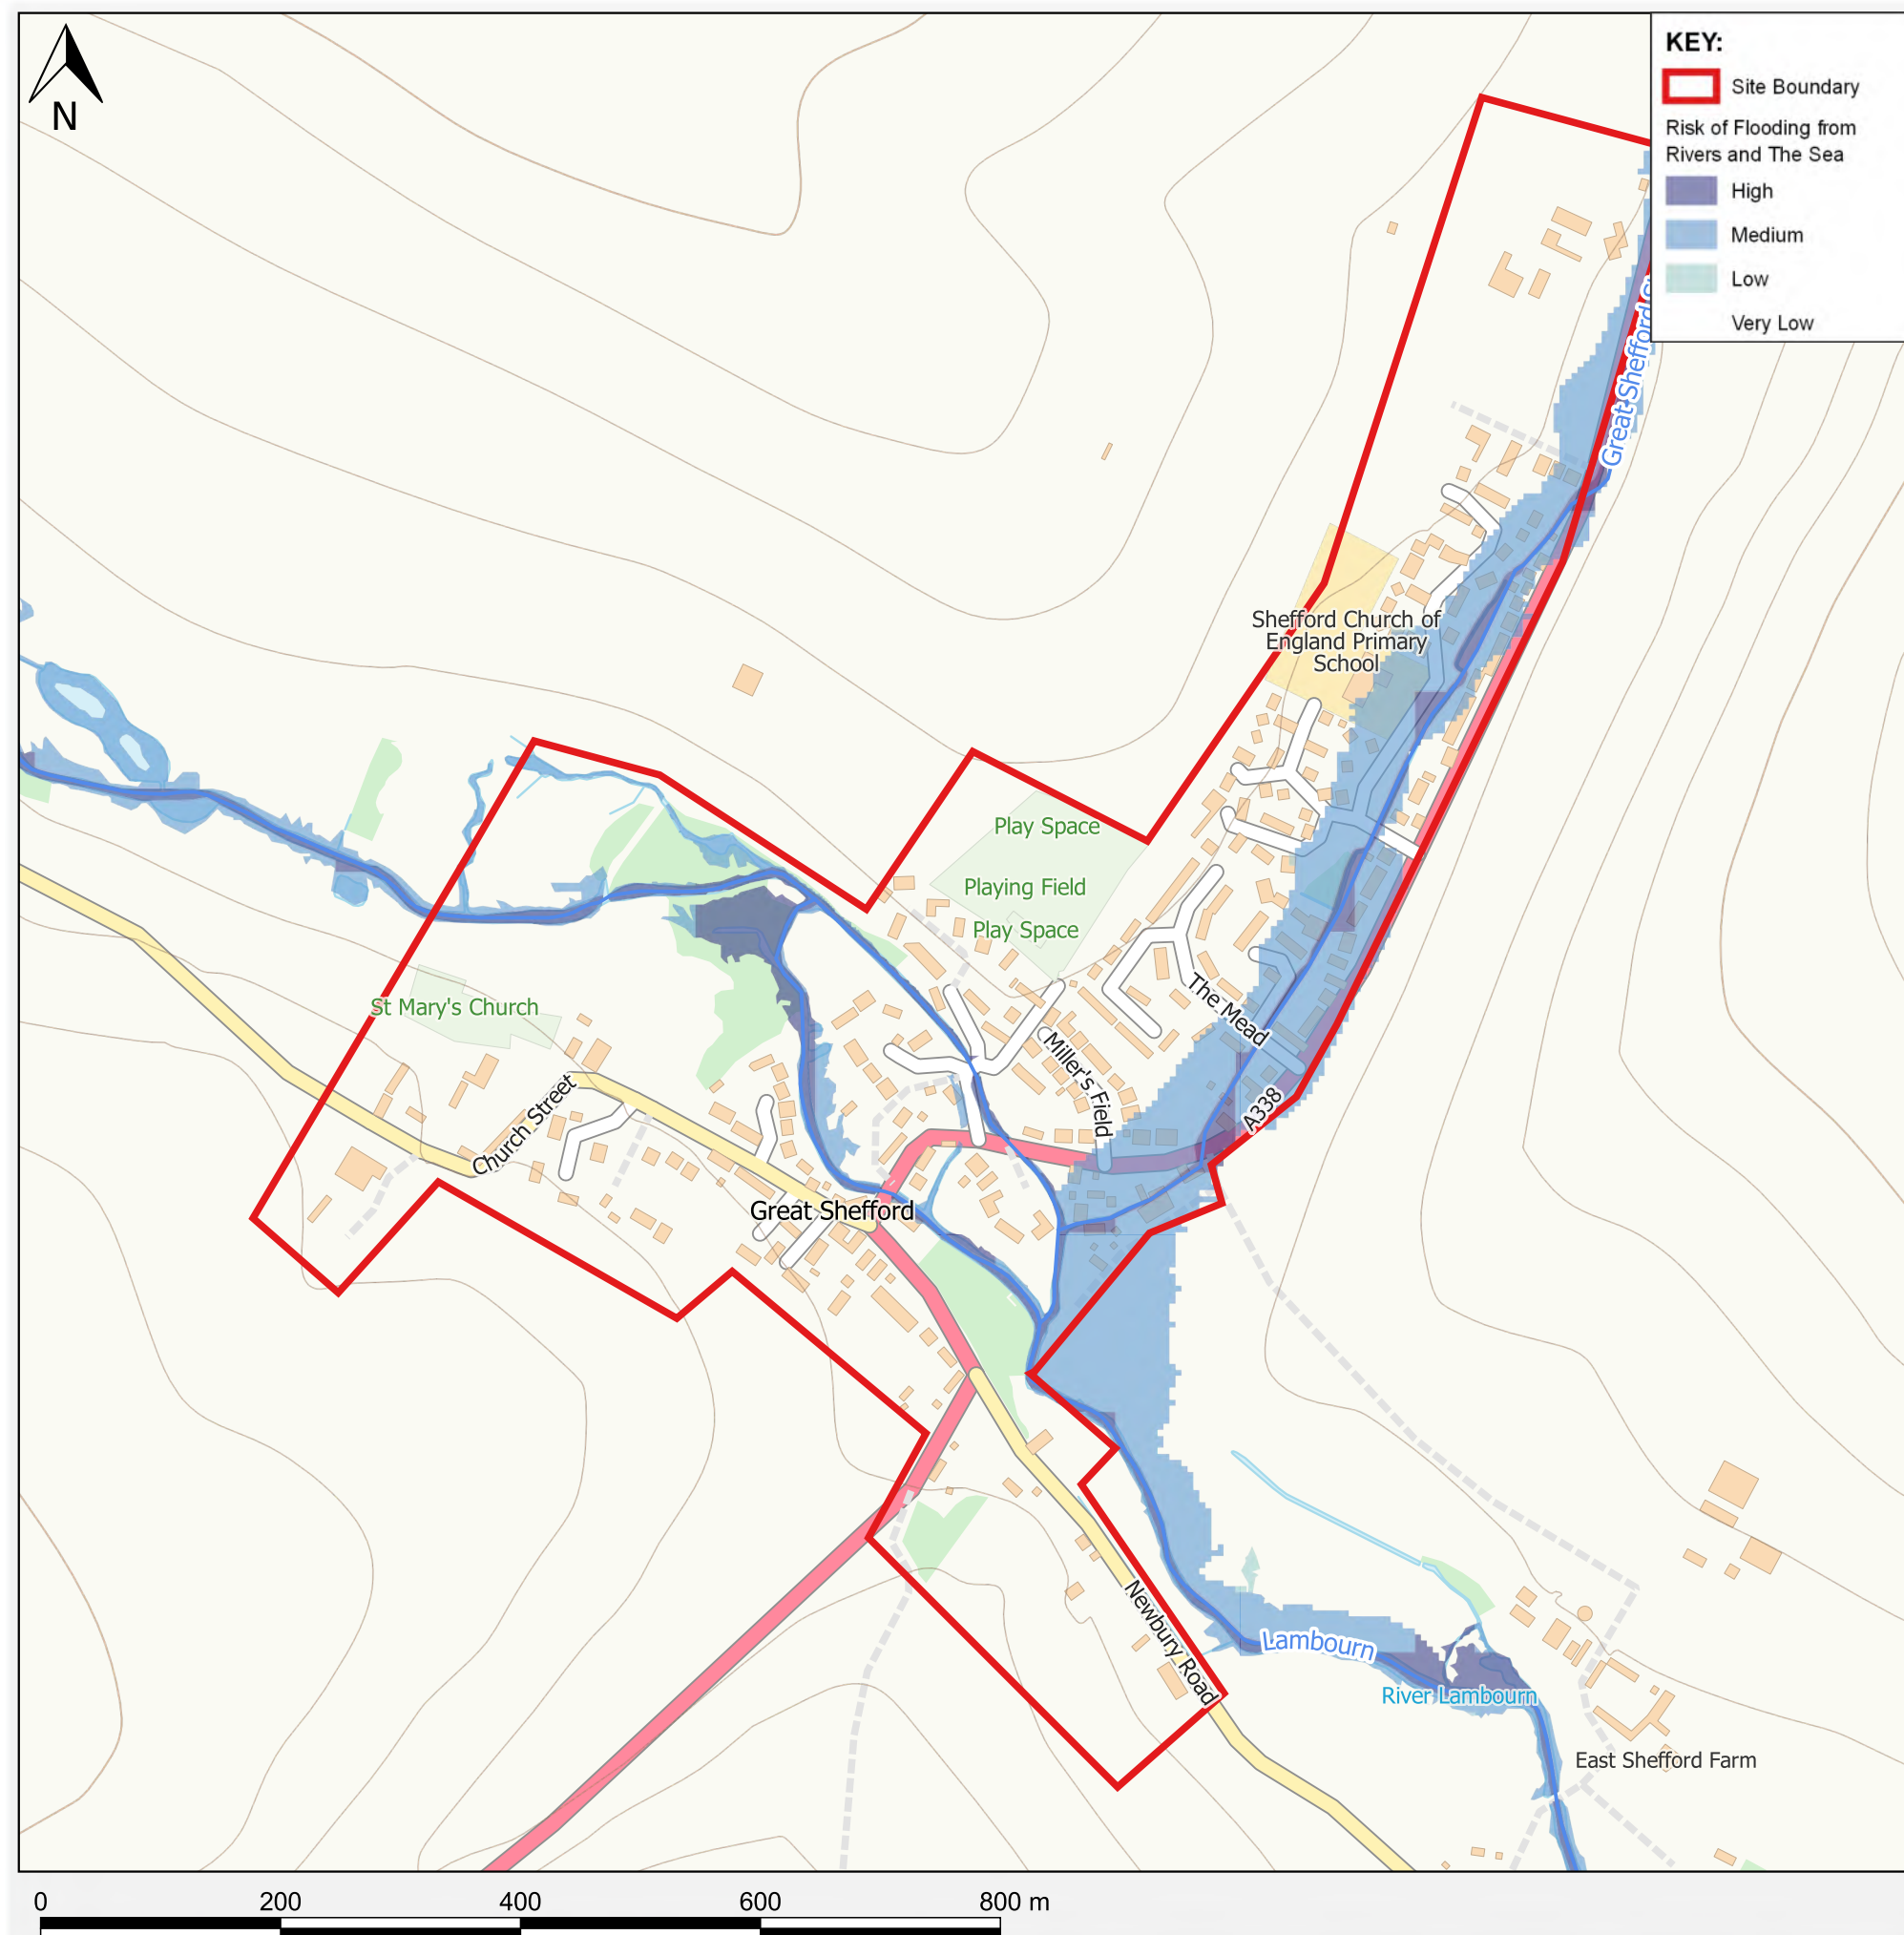 N
KEY:
Site Boundary
Risk of Flooding from
Rivers and The Sea
High
Medium
Low
Very Low
Great Shefford
Shefford Church of
England Primary
School
Play Space
Playing Field
Play Space
St Mary's Church
The Mead
Miller's Field
A338
Church Street
Great Shefford
Newbury Road
Lambourn
River Lambourn
East Shefford Farm
0 200 400 600 800 m